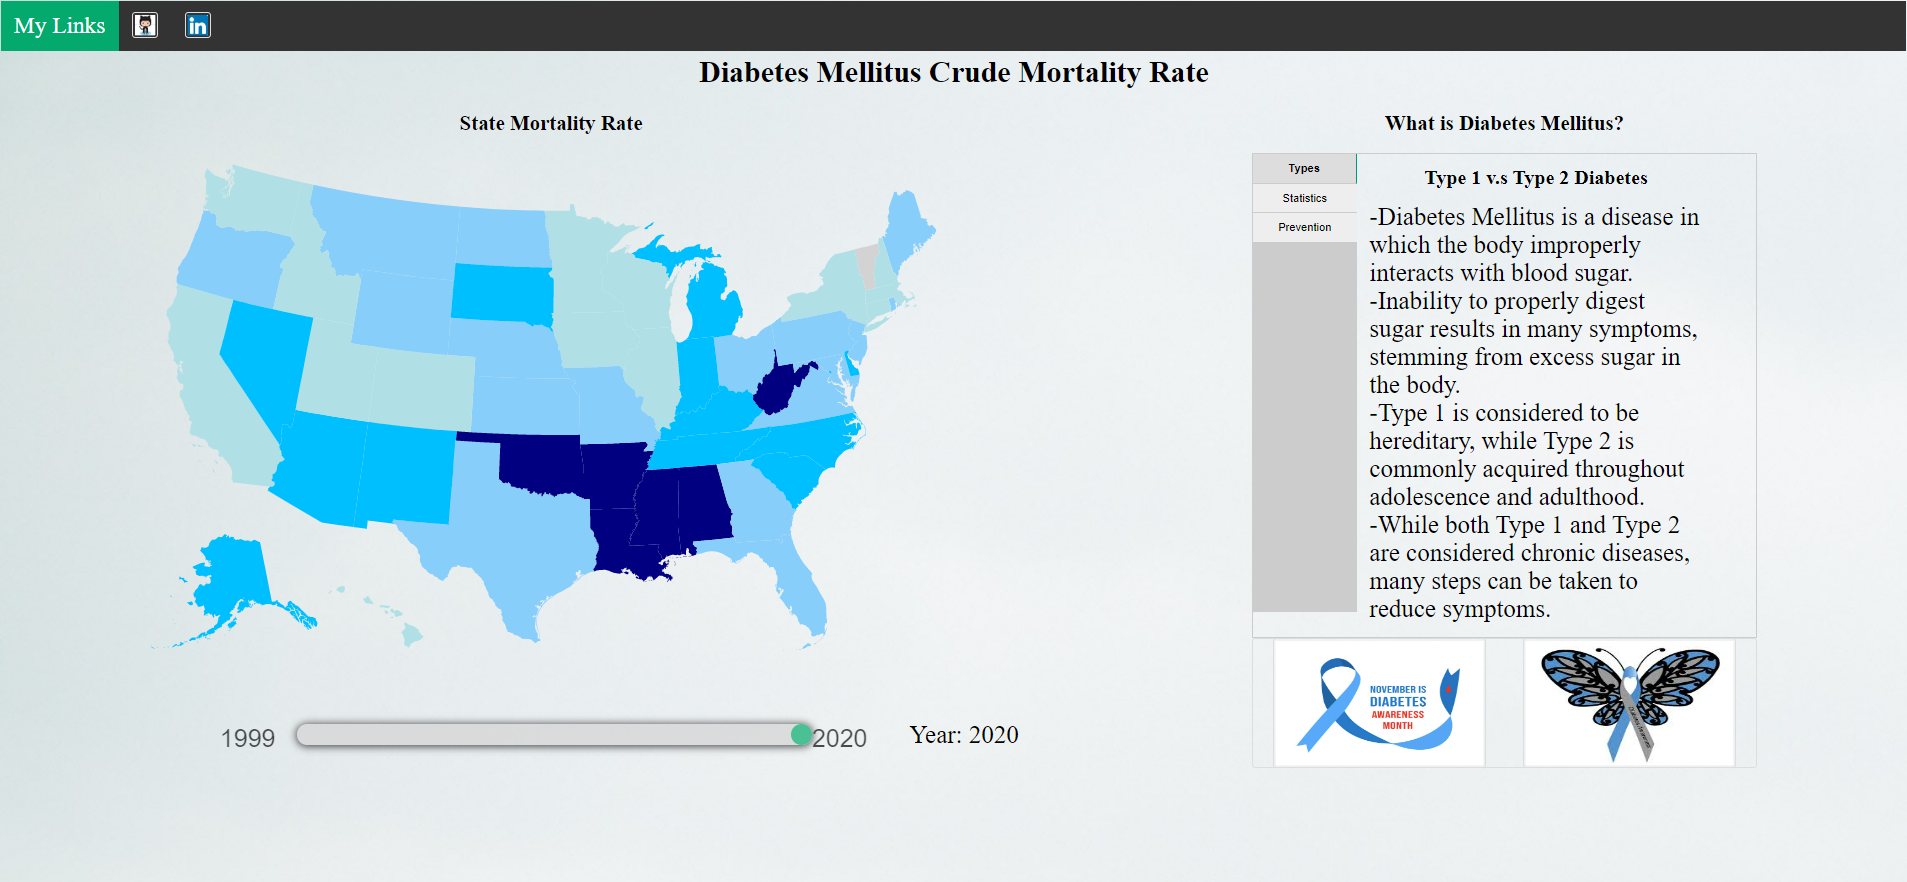 My Links
in
Diabetes Mellitus Crude Mortality Rate
State Mortality Rate
1999
2020
Year: 2020
What is Diabetes Mellitus?
Types
Statistics
Prevention
Type 1 v.s Type 2 Diabetes
-Diabetes Mellitus is a disease in
which the body improperly
interacts with blood sugar.
-Inability to properly digest
sugar results in many symptoms,
stemming from excess sugar in
the body.
-Type 1 is considered to be
hereditary, while Type 2 is
commonly acquired throughout
adolescence and adulthood.
-While both Type 1 and Type 2
are considered chronic diseases,
many steps can be taken to
reduce symptoms.
NOVEMBER IS
DIABETES
AWARENESS
MONTH